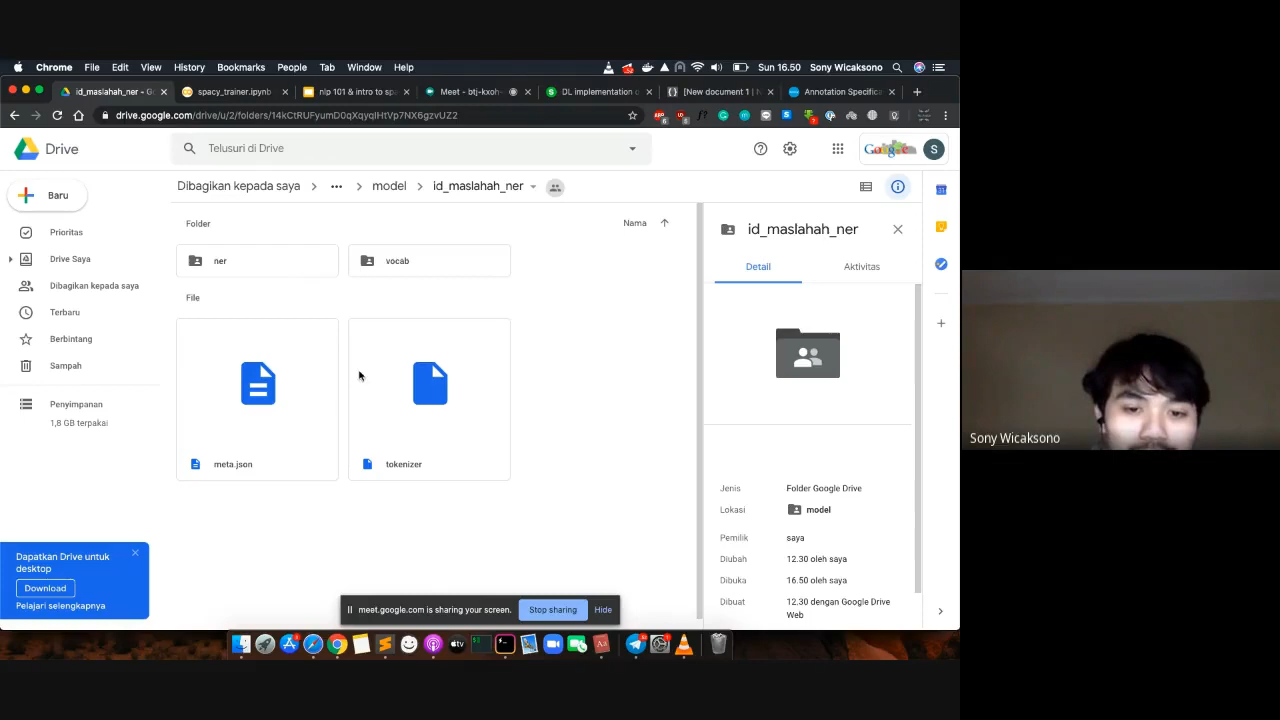 Chrome File Edit View History Bookmarks People Tab Window Help
Sun 16.50 Sony Wicaksono
id_maslahah_ner - G
spacy_trainer.ipynb
nlp 101 & intro to sp
Meet - btj-kxoh-
DL implementation o
[New document 1 | N
Annotation Specifica
drive.google.com/drive/u/2/folders/14kCtRUFyumD0qXqyqIHtVp7NX6gzvUZ2
Drive
Telusuri di Drive
Google
S
Baru
Dibagikan kepada saya
model
id_maslahah_ner
Prioritas
Drive Saya
Dibagikan kepada saya
Terbaru
Berbintang
Sampah
Penyimpanan
1,8 GB terpakai
Folder
Nama
ner
vocab
File
meta.json
tokenizer
id_maslahah_ner
Detail
Aktivitas
Jenis
Folder Google Drive
Lokasi
model
Pemilik
saya
Diubah
12.30 oleh saya
Dibuka
16.50 oleh saya
Dibuat
12.30 dengan Google Drive
Web
Dapatkan Drive untuk
desktop
Download
Pelajari selengkapnya
meet.google.com is sharing your screen.
Stop sharing
Hide
Sony Wicaksono